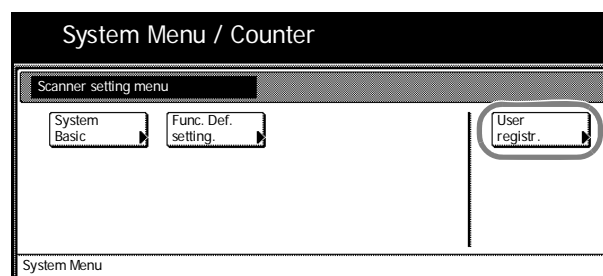 System Menu / Counter
Scanner setting menu
System
Basic
Func. Def.
setting.
User
registr.
System Menu